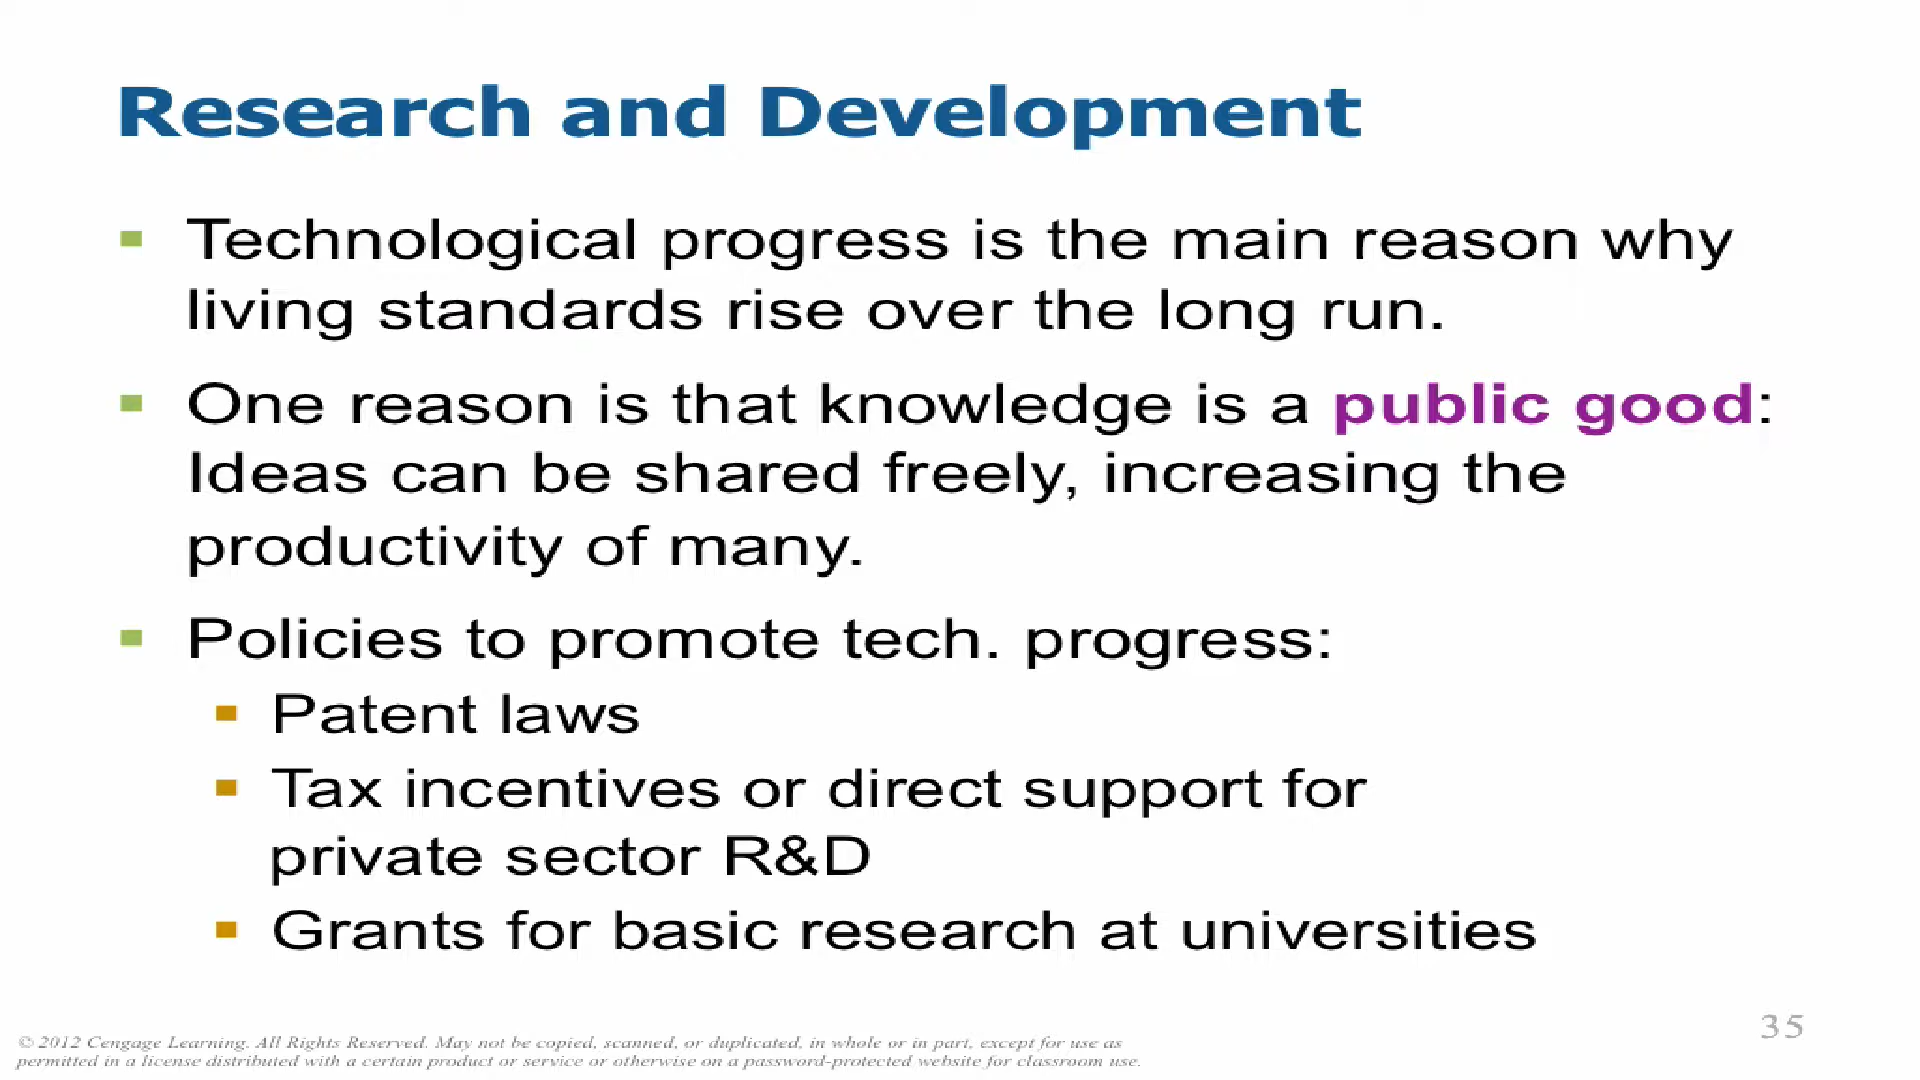 Research and Development
Technological progress is the main reason why
living standards rise over the long run.
One reason is that knowledge is a public good:
Ideas can be shared freely, increasing the
productivity of many.
Policies to promote tech. progress:
Patent laws
Tax incentives or direct support for
private sector R&D
Grants for basic research at universities
35
© 2012 Cengage Learning. All Rights Reserved. May not be copied, scanned, or duplicated, in whole or in part, except for use as
permitted in a license distributed with a certain product or service or otherwise on a password-protected website for classroom use.